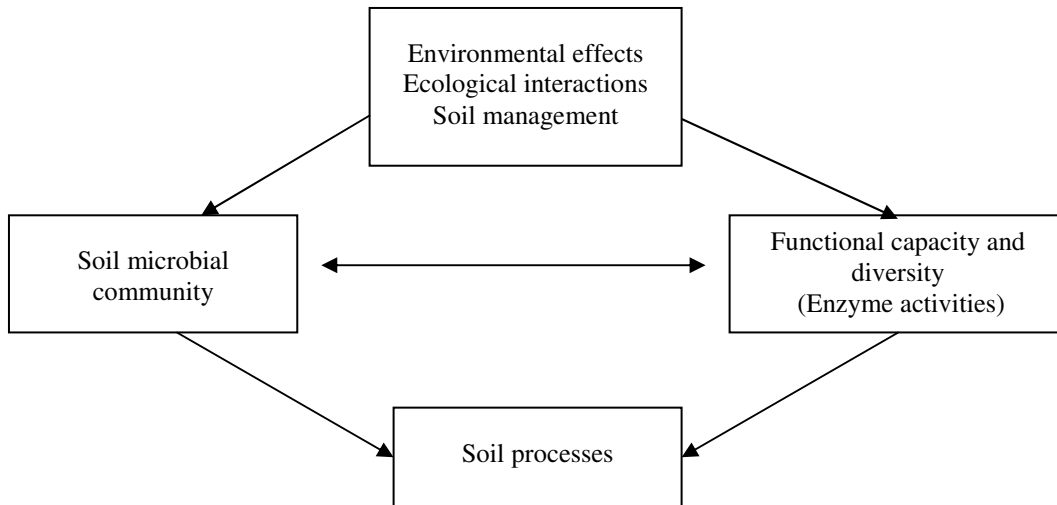 Environmental effects
Ecological interactions
Soil management
Soil microbial
community
Functional capacity and
diversity
(Enzyme activities)
Soil processes